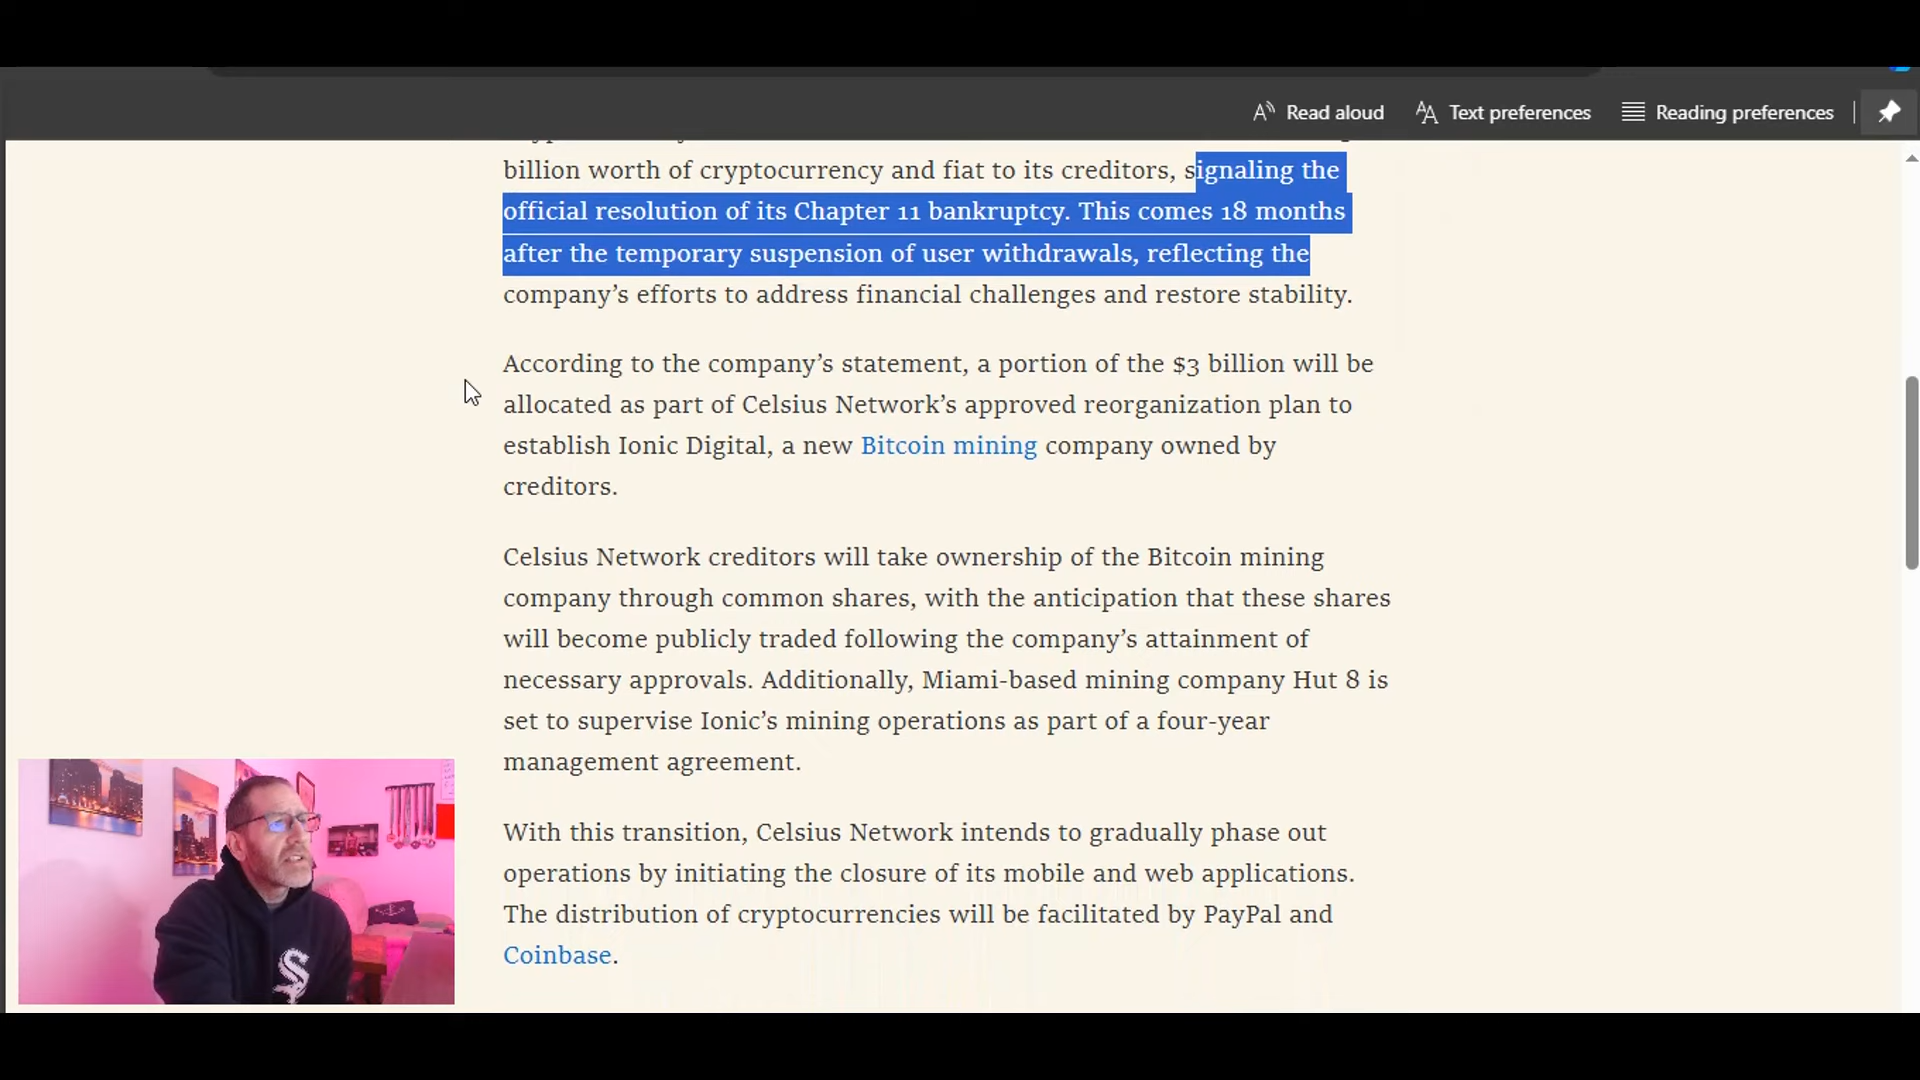 Read aloud
Text preferences
Reading preferences
billion worth of cryptocurrency and fiat to its creditors, signaling the
official resolution of its Chapter 11 bankruptcy. This comes 18 months
after the temporary suspension of user withdrawals, reflecting the
company’s efforts to address financial challenges and restore stability.
According to the company’s statement, a portion of the $3 billion will be
allocated as part of Celsius Network’s approved reorganization plan to
establish Ionic Digital, a new Bitcoin mining company owned by
creditors.
Celsius Network creditors will take ownership of the Bitcoin mining
company through common shares, with the anticipation that these shares
will become publicly traded following the company’s attainment of
necessary approvals. Additionally, Miami-based mining company Hut 8 is
set to supervise Ionic’s mining operations as part of a four-year
management agreement.
With this transition, Celsius Network intends to gradually phase out
operations by initiating the closure of its mobile and web applications.
The distribution of cryptocurrencies will be facilitated by PayPal and
Coinbase.